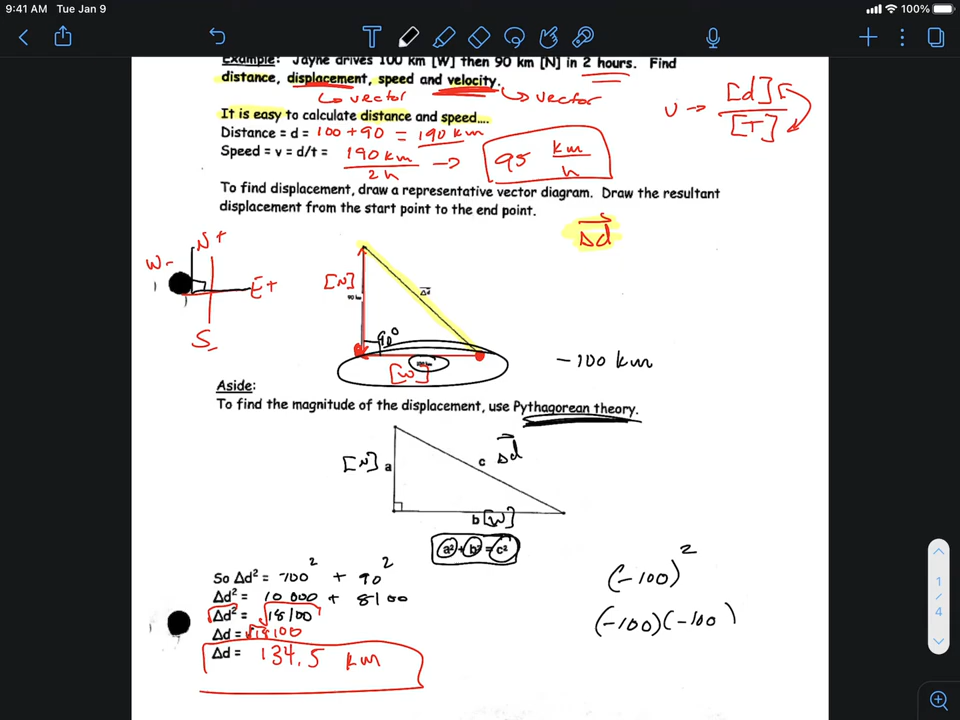 9:41 AM Tue Jan 9
100%
Example: Jayne drives 100 km [W] then 90 km [N] in 2 hours. Find
distance, displacement, speed and velocity.
↳ vector
↳ vector
v → [d]
[T]
It is easy to calculate distance and speed….
Distance = d = 100 + 90 = 190 km
Speed = v = d/t = 190 km → 95 km
2h
h
To find displacement, draw a representative vector diagram. Draw the resultant
displacement from the start point to the end point.
Δd
N+
W-
E+
S-
[N]
Δd
90°
[W]
-100 km
Aside:
To find the magnitude of the displacement, use Pythagorean theory.
[N] a
c Δd
b [W]
a² + b² = c²
So Δd² = -100² + 90²
(-100)²
Δd² = 10 000 + 8100
Δd² = √18100
(-100)(-100)
Δd = √18100
Δd = 134.5 km
1
4